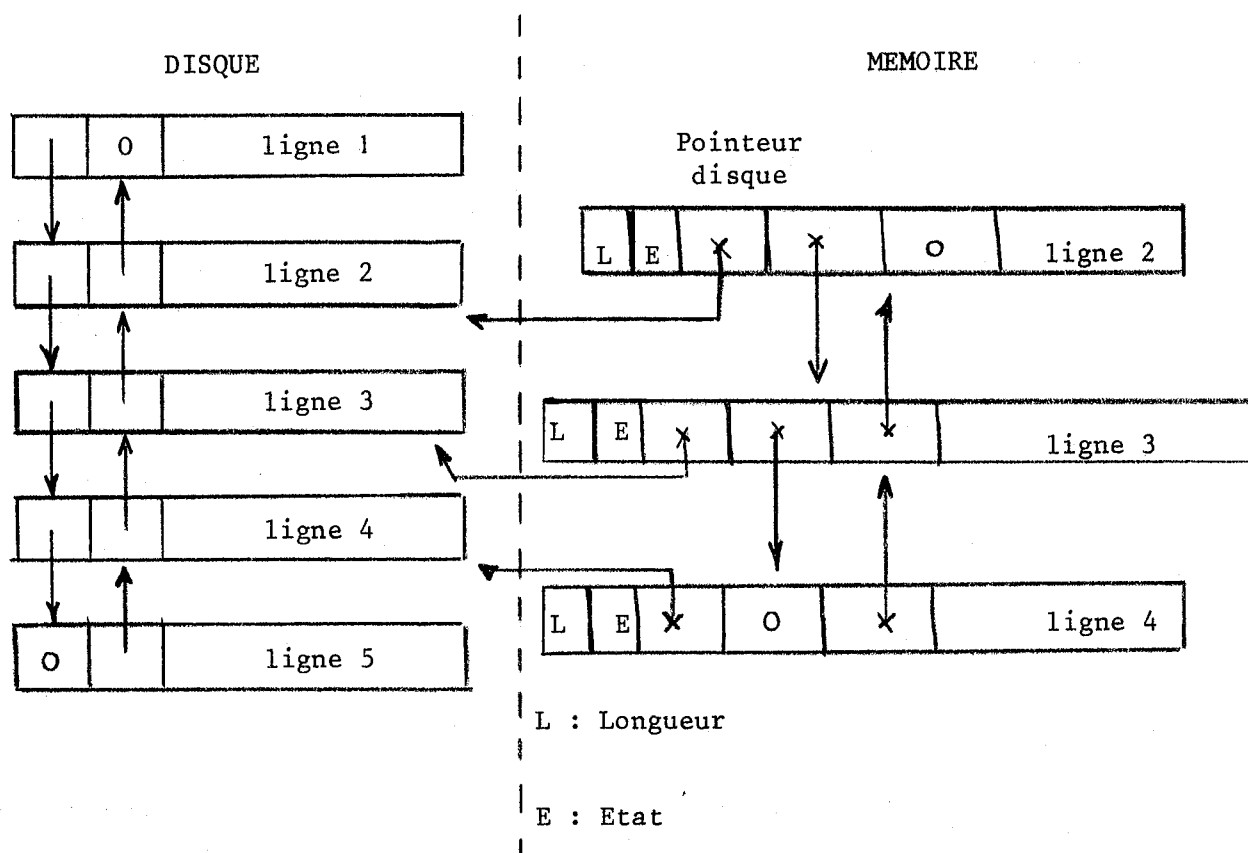 DISQUE
MEMOIRE
O ligne 1
ligne 2
ligne 3
ligne 4
O ligne 5
Pointeur
disque
L E O ligne 2
L E ligne 3
L E O ligne 4
L : Longueur
E : Etat